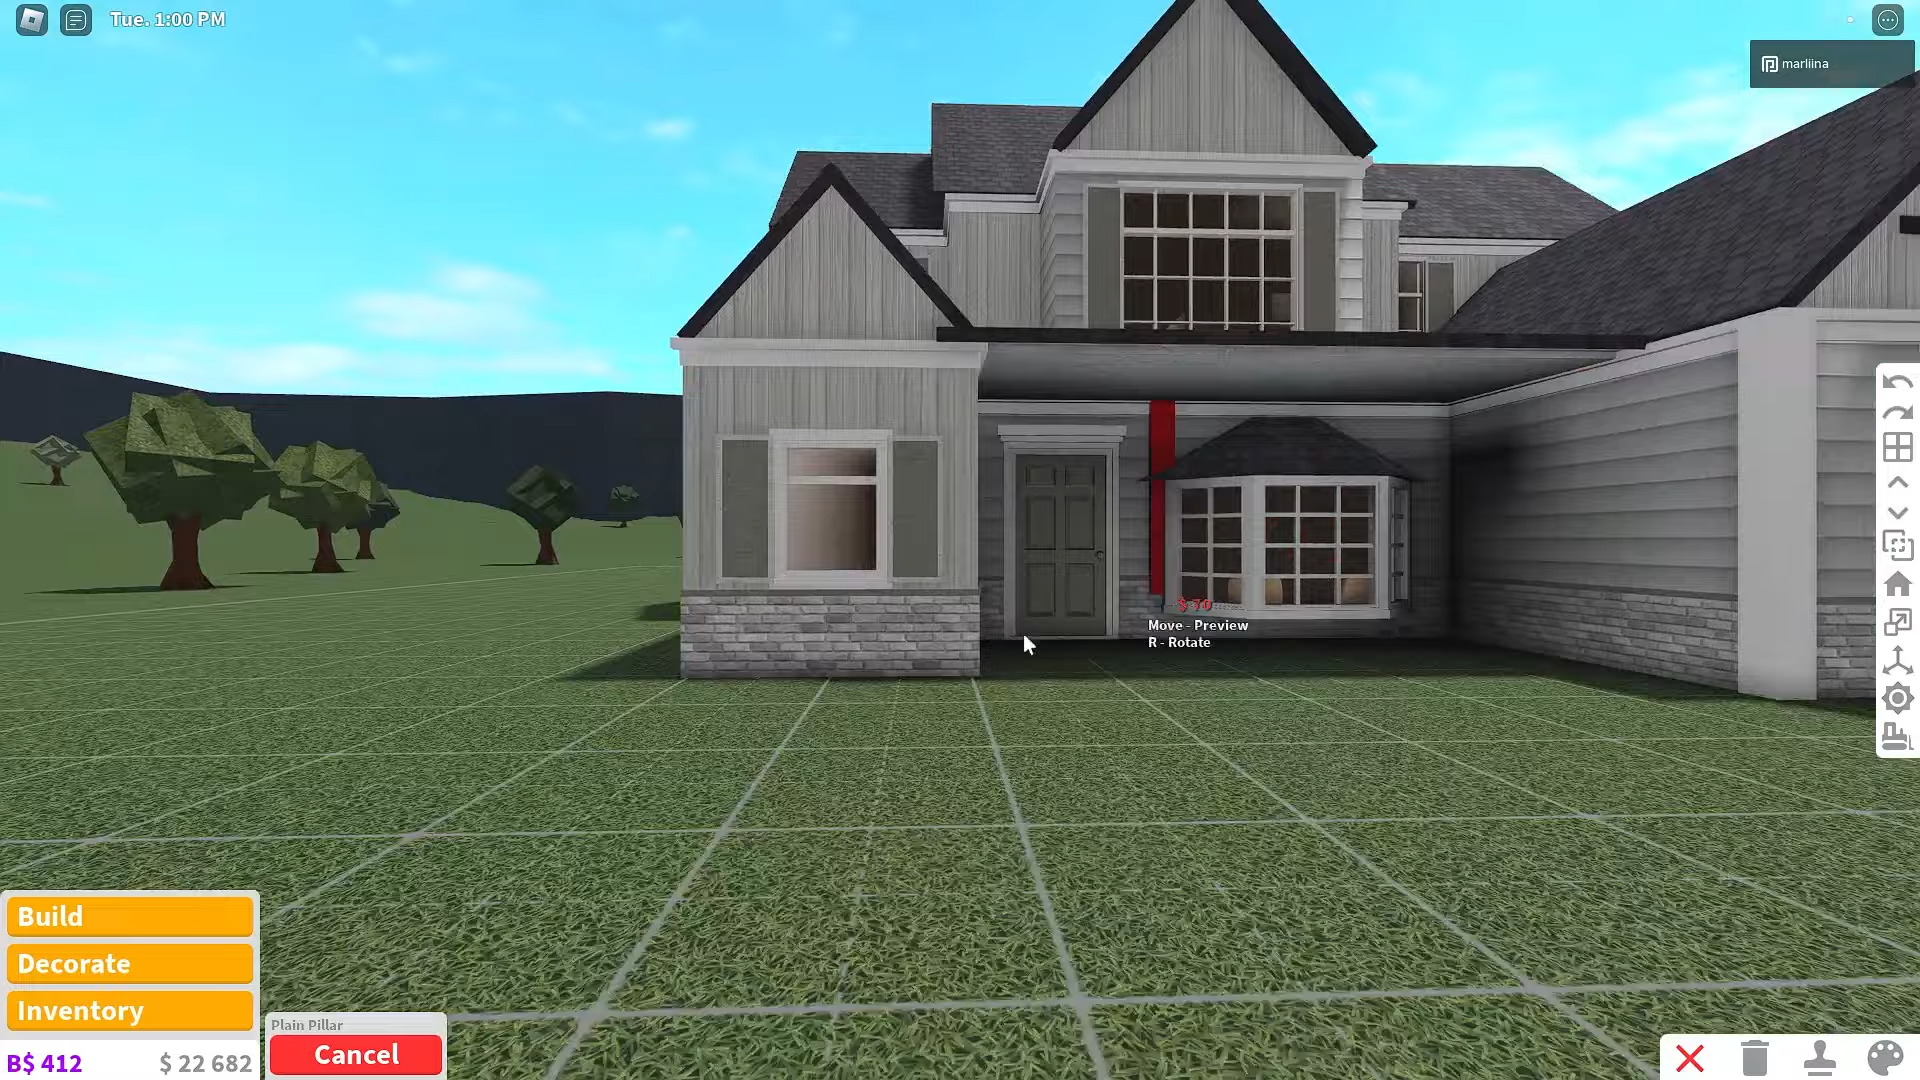 Tue. 1:00 PM
marliina
$ 70
Move - Preview
R - Rotate
Build
Decorate
Inventory
B$ 412
$ 22 682
Plain Pillar
Cancel